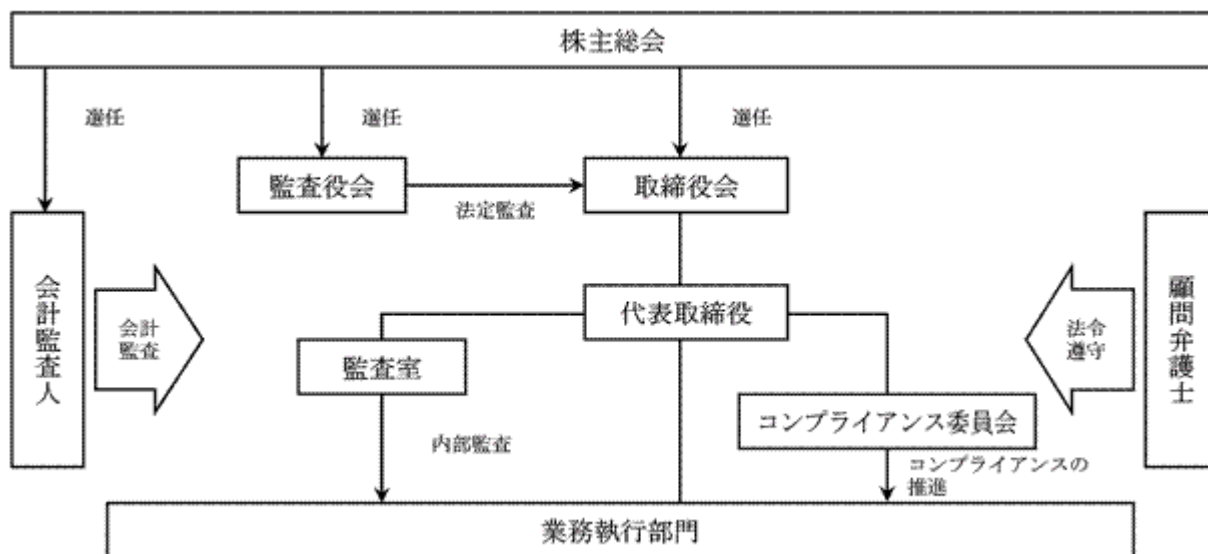 株主総会
選任
選任
選任
監査役会
取締役会
法定監査
会計監査人
会計
監査
代表取締役
法令
遵守
顧問弁護士
監査室
コンプライアンス委員会
内部監査
コンプライアンスの
推進
業務執行部門